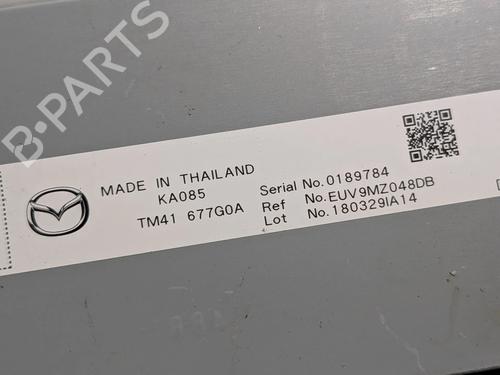 B-PARTS
MADE IN THAILAND
KA085
TM41 677G0A
Serial No.0189784
Ref No.EUV9MZ048DB
Lot No.180329IA14